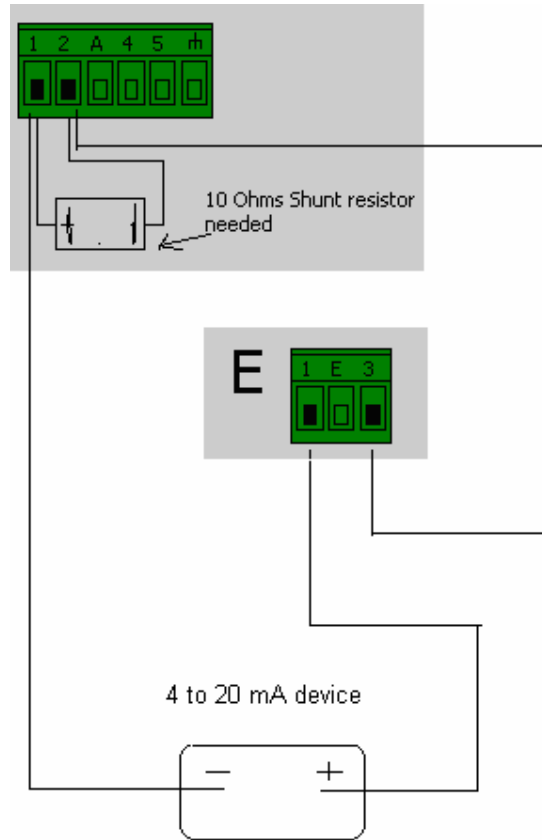 1 2 A 4 5
10 Ohms Shunt resistor
needed
E
1 E 3
4 to 20 mA device
− +